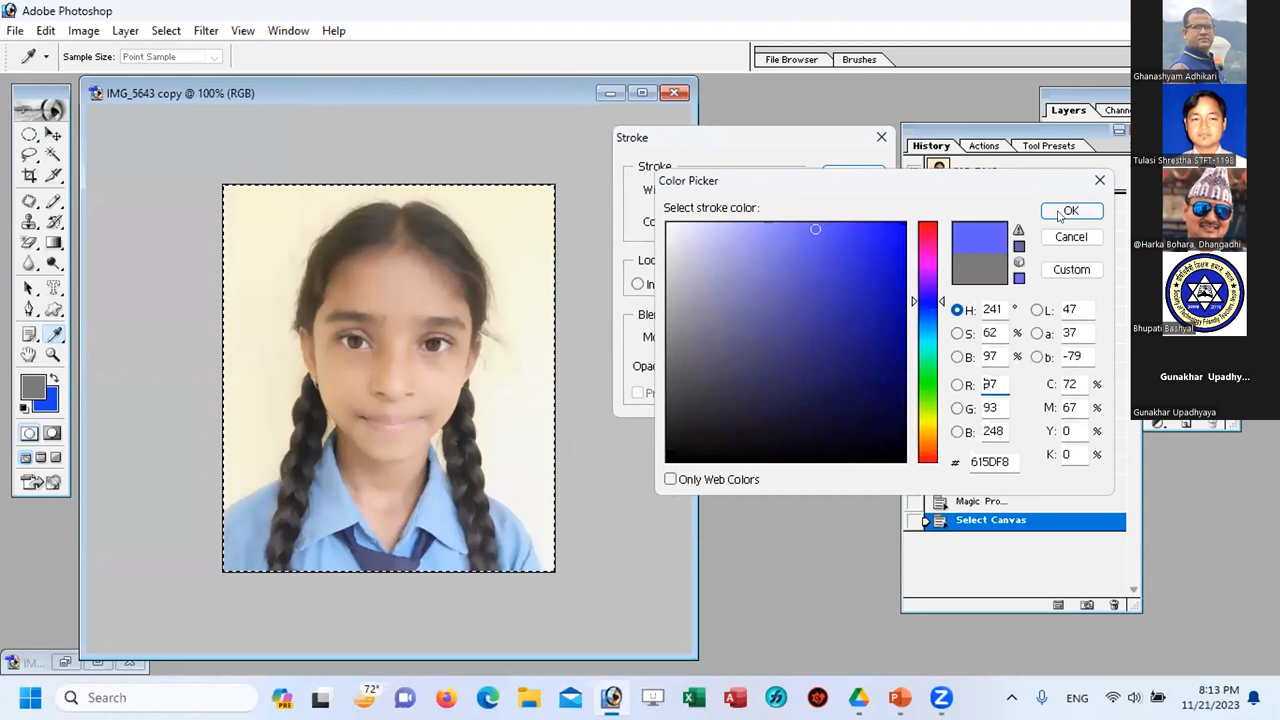 Adobe Photoshop
File Edit Image Layer Select Filter View Window Help
Sample Size: Point Sample
File Browser Brushes
IMG_5643 copy @ 100% (RGB)
Stroke
Stroke
Color Picker
Select stroke color:
OK
Cancel
Custom
H: 241 °
S: 62 %
B: 97 %
R: 97
G: 93
B: 248
# 615DF8
L: 47
a: 37
b: -79
C: 72 %
M: 67 %
Y: 0 %
K: 0 %
Only Web Colors
Layers
History Actions Tool Presets
Magic Pro...
Select Canvas
Ghanashyam Adhikari
Tulasi Shrestha STFT-1198
@Harka Bohara, Dhangadhi
Bhupati Bashyal
Gunakhar Upadhy...
Gunakhar Upadhyaya
IM...
Search
PRE
72°
ENG
8:13 PM
11/21/2023